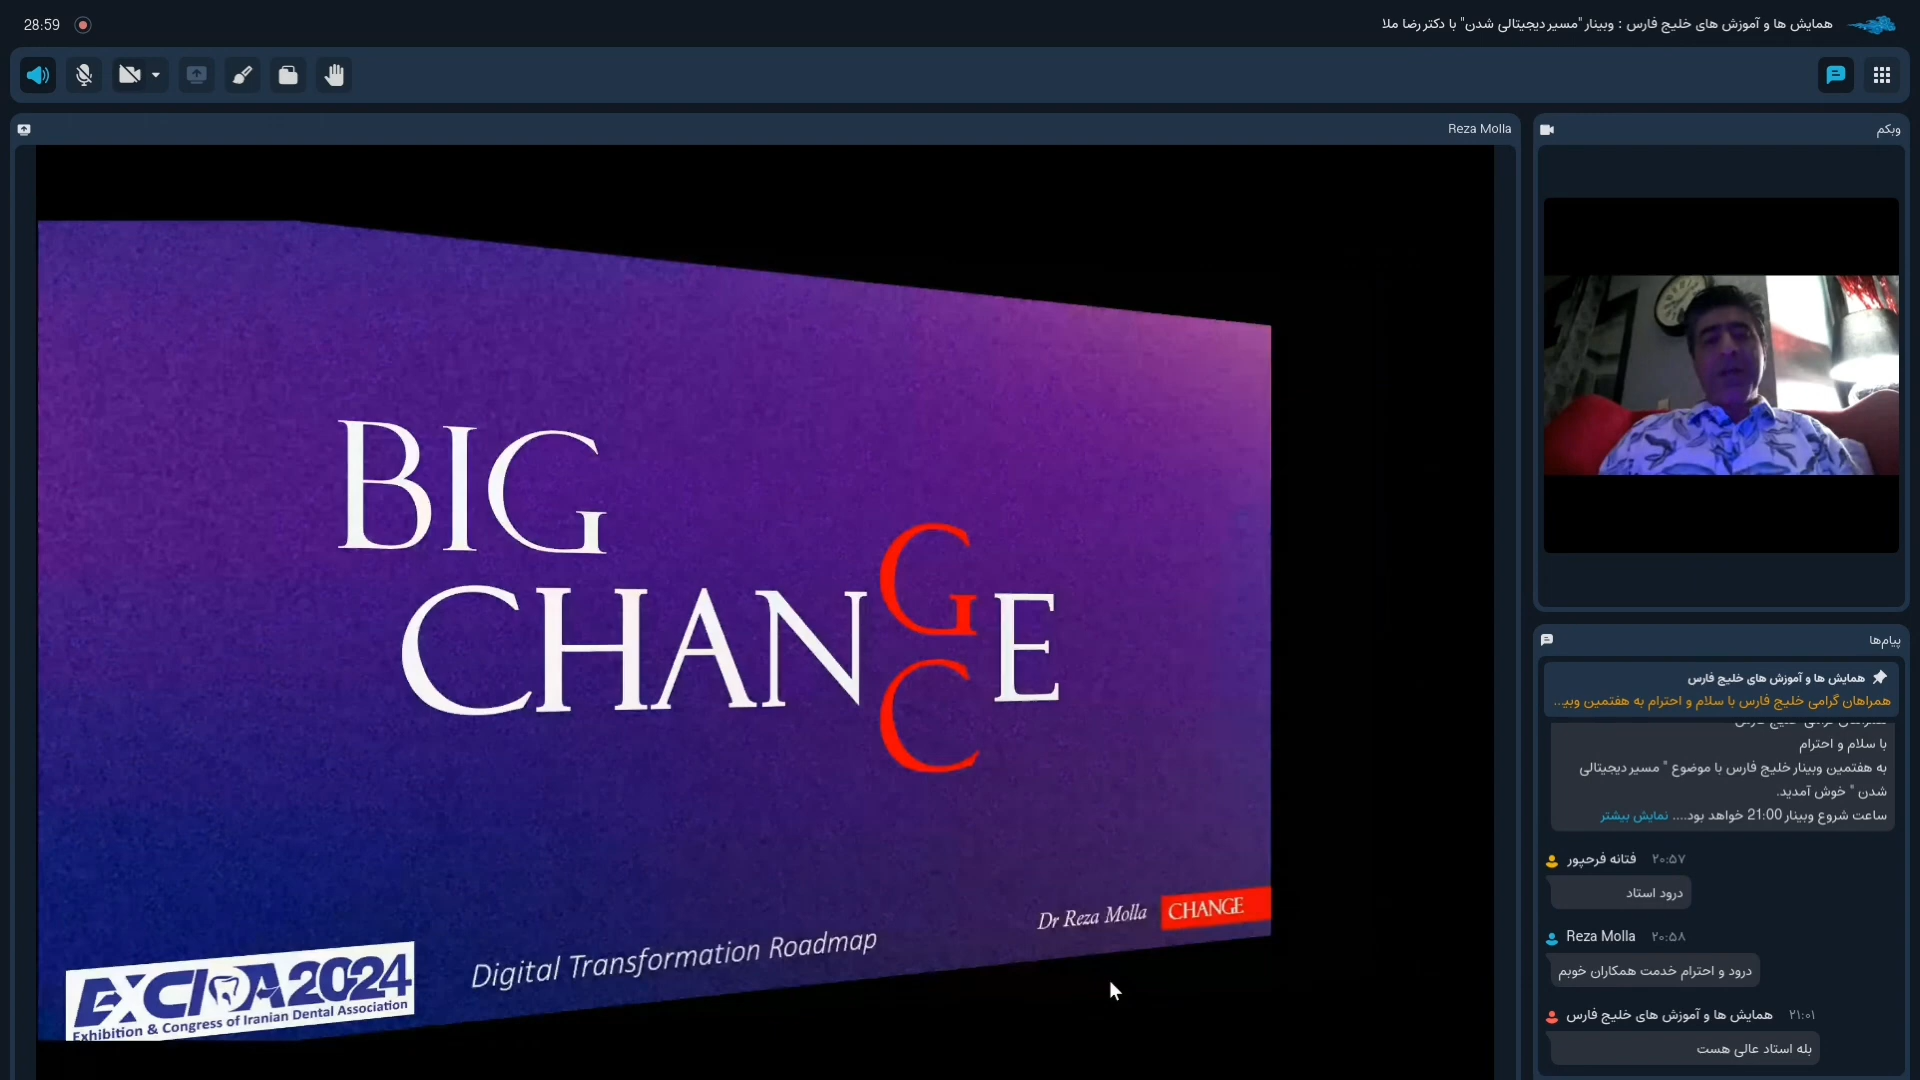 28:59
همایش ها و آموزش های خلیج فارس : وبینار "مسیر دیجیتالی شدن" با دکتر رضا ملا
Reza Molla
BIG
CHANGE
C
Dr Reza Molla CHANGE
Digital Transformation Roadmap
EXCIDA2024
Exhibition & Congress of Iranian Dental Association
وبکم
پیام‌ها
همایش ها و آموزش های خلیج فارس
همراهان گرامی خلیج فارس با سلام و احترام به هفتمین وبی...
همراهان گرامی خلیج فارس
با سلام و احترام
به هفتمین وبینار خلیج فارس با موضوع " مسیر دیجیتالی
شدن " خوش آمدید.
ساعت شروع وبینار 21:00 خواهد بود.... نمایش بیشتر
فتانه فرحپور ۲۰:۵۷
درود استاد
Reza Molla ۲۰:۵۸
درود و احترام خدمت همکاران خوبم
همایش ها و آموزش های خلیج فارس ۲۱:۰۱
بله استاد عالی هست